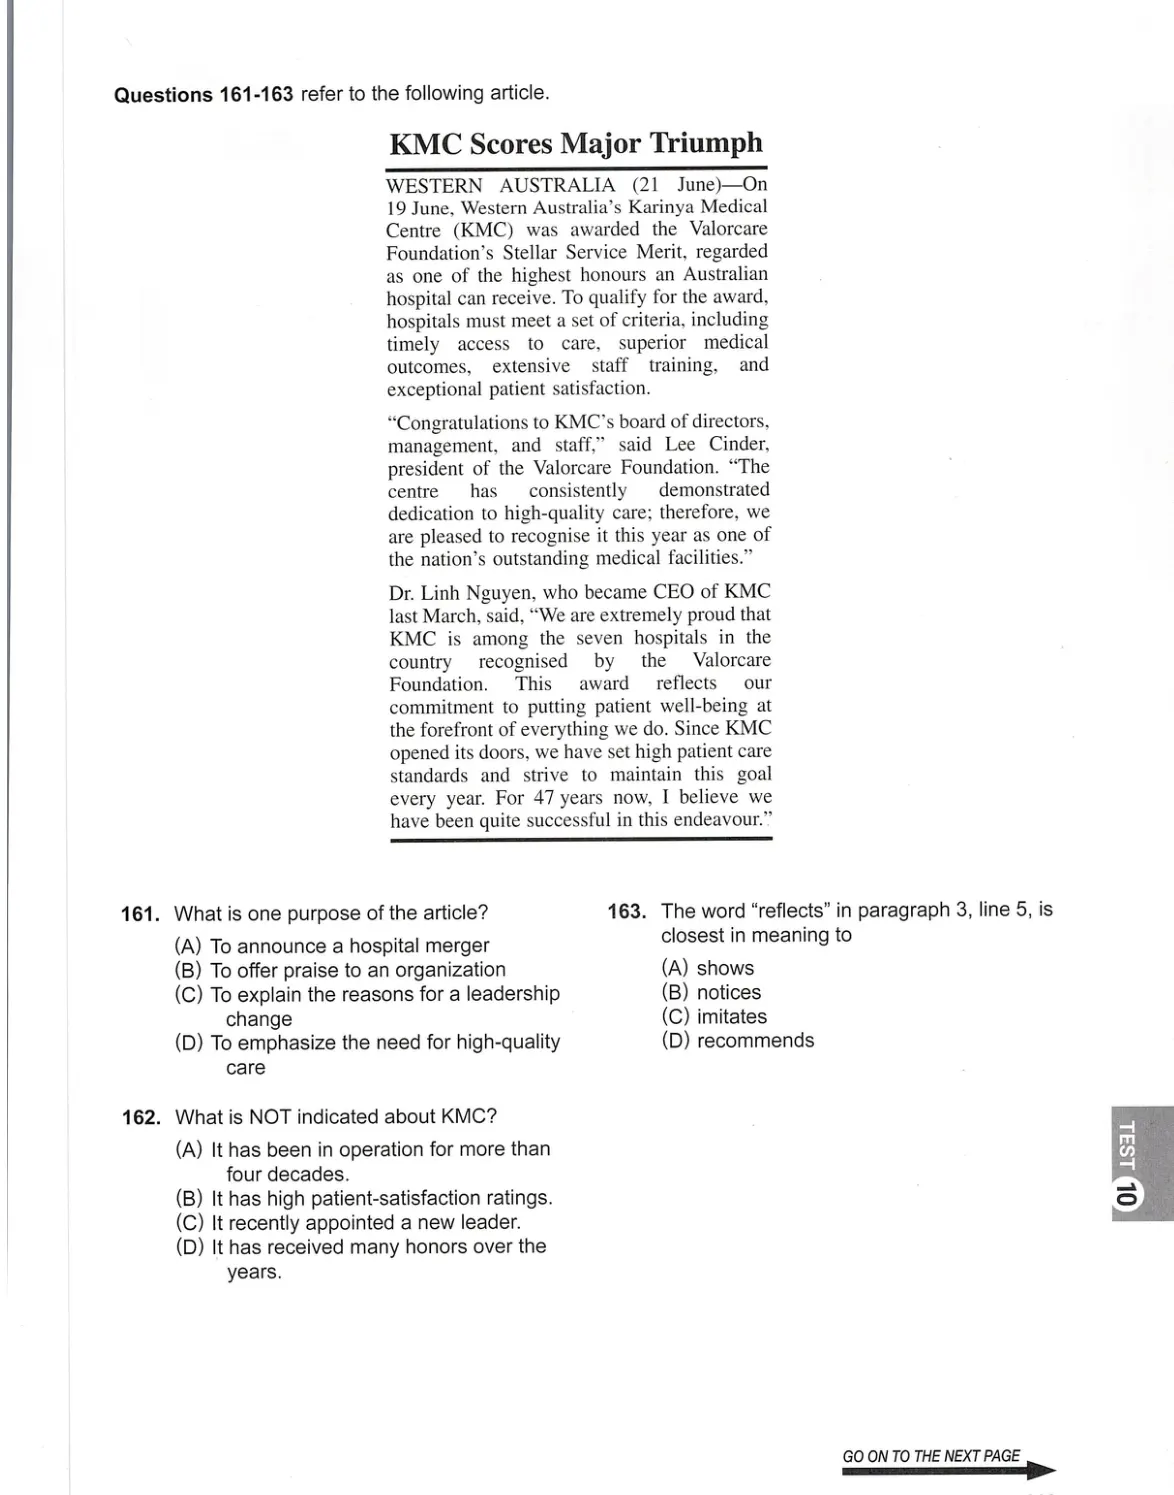 Questions 161-163 refer to the following article.
KMC Scores Major Triumph
WESTERN AUSTRALIA (21 June)—On
19 June, Western Australia's Karinya Medical
Centre (KMC) was awarded the Valorcare
Foundation's Stellar Service Merit, regarded
as one of the highest honours an Australian
hospital can receive. To qualify for the award,
hospitals must meet a set of criteria, including
timely access to care, superior medical
outcomes, extensive staff training, and
exceptional patient satisfaction.
"Congratulations to KMC's board of directors,
management, and staff," said Lee Cinder,
president of the Valorcare Foundation. "The
centre has consistently demonstrated
dedication to high-quality care; therefore, we
are pleased to recognise it this year as one of
the nation's outstanding medical facilities."
Dr. Linh Nguyen, who became CEO of KMC
last March, said, "We are extremely proud that
KMC is among the seven hospitals in the
country recognised by the Valorcare
Foundation. This award reflects our
commitment to putting patient well-being at
the forefront of everything we do. Since KMC
opened its doors, we have set high patient care
standards and strive to maintain this goal
every year. For 47 years now, I believe we
have been quite successful in this endeavour."
161. What is one purpose of the article?
(A) To announce a hospital merger
(B) To offer praise to an organization
(C) To explain the reasons for a leadership
change
(D) To emphasize the need for high-quality
care
162. What is NOT indicated about KMC?
(A) It has been in operation for more than
four decades.
(B) It has high patient-satisfaction ratings.
(C) It recently appointed a new leader.
(D) It has received many honors over the
years.
163. The word "reflects" in paragraph 3, line 5, is
closest in meaning to
(A) shows
(B) notices
(C) imitates
(D) recommends
TEST 10
GO ON TO THE NEXT PAGE